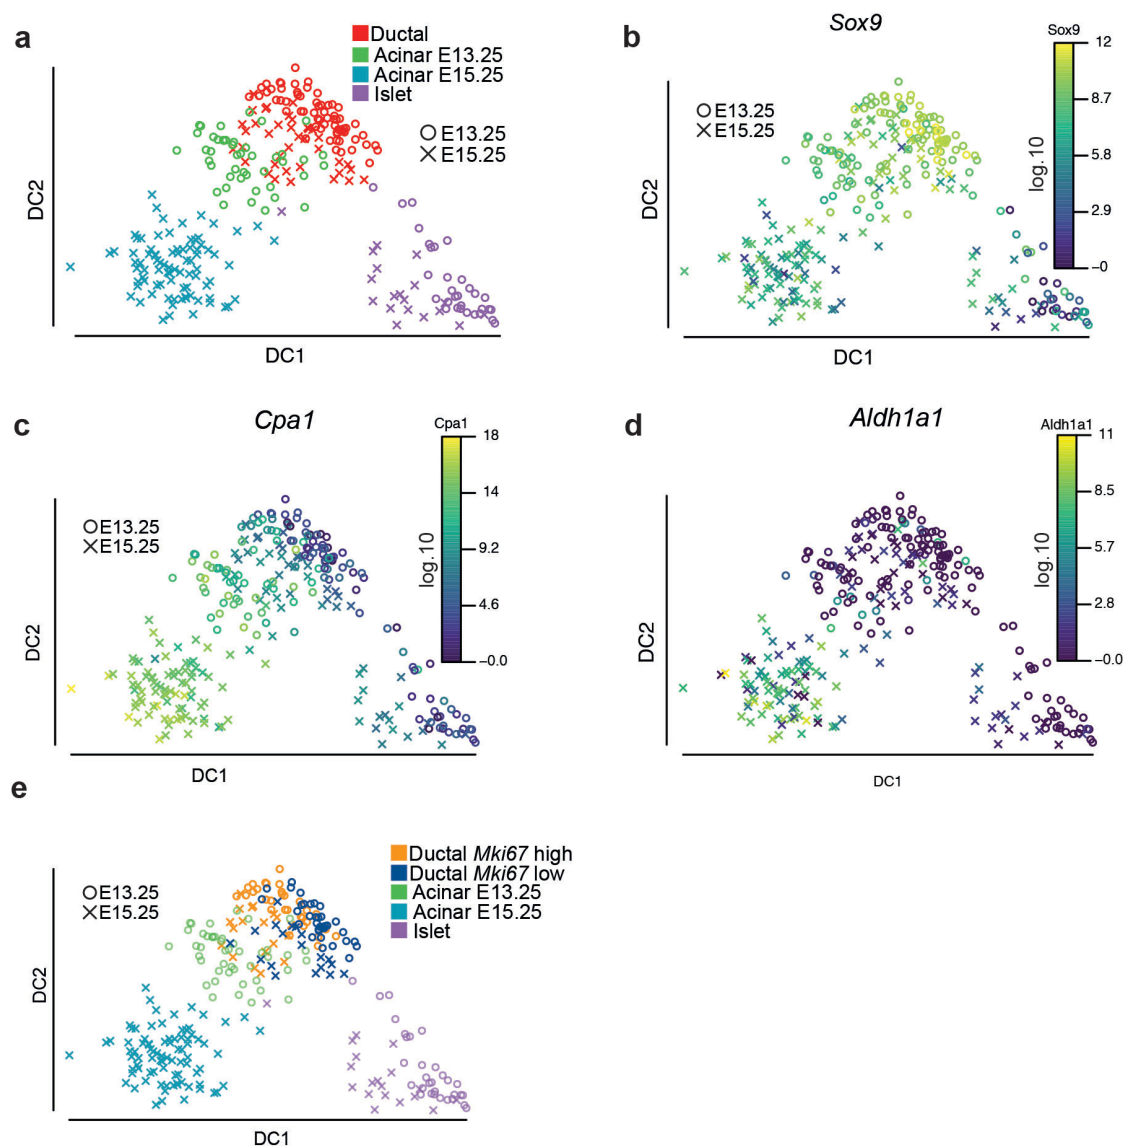 a
Ductal
Acinar E13.25
Acinar E15.25
Islet
E13.25
E15.25
DC2
DC1
b
Sox9
Sox9
12
8.7
5.8
2.9
–0
log.10
E13.25
E15.25
DC2
DC1
c
Cpa1
Cpa1
18
14
9.2
4.6
–0.0
log.10
E13.25
E15.25
DC2
DC1
d
Aldh1a1
Aldh1a1
11
8.5
5.7
2.8
–0.0
log.10
E13.25
E15.25
DC2
DC1
e
Ductal Mki67 high
Ductal Mki67 low
Acinar E13.25
Acinar E15.25
Islet
E13.25
E15.25
DC2
DC1